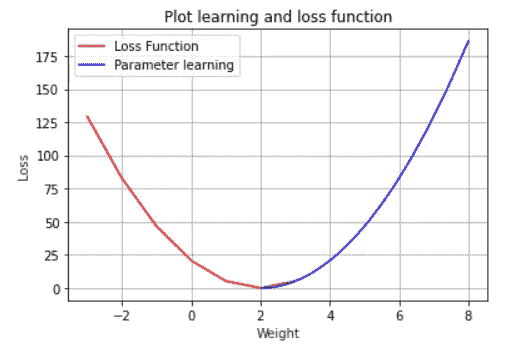 Plot learning and loss function
Loss Function
Parameter learning
175
150
125
100
75
50
25
0
Loss
−2
0
2
4
6
8
Weight